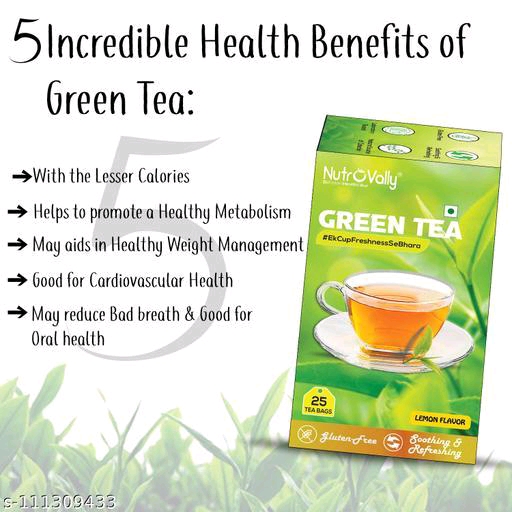 5 Incredible Health Benefits of
Green Tea:
5
With the Lesser Calories
Helps to promote a Healthy Metabolism
May aids in Healthy Weight Management
Good for Cardiovascular Health
May reduce Bad breath & Good for
Oral health
NutroVally
GREEN TEA
#EkCupFreshnessSeBhara
25
TEA BAGS
LEMON FLAVOR
Gluten-Free
Soothing &
Refreshing
s-111309433